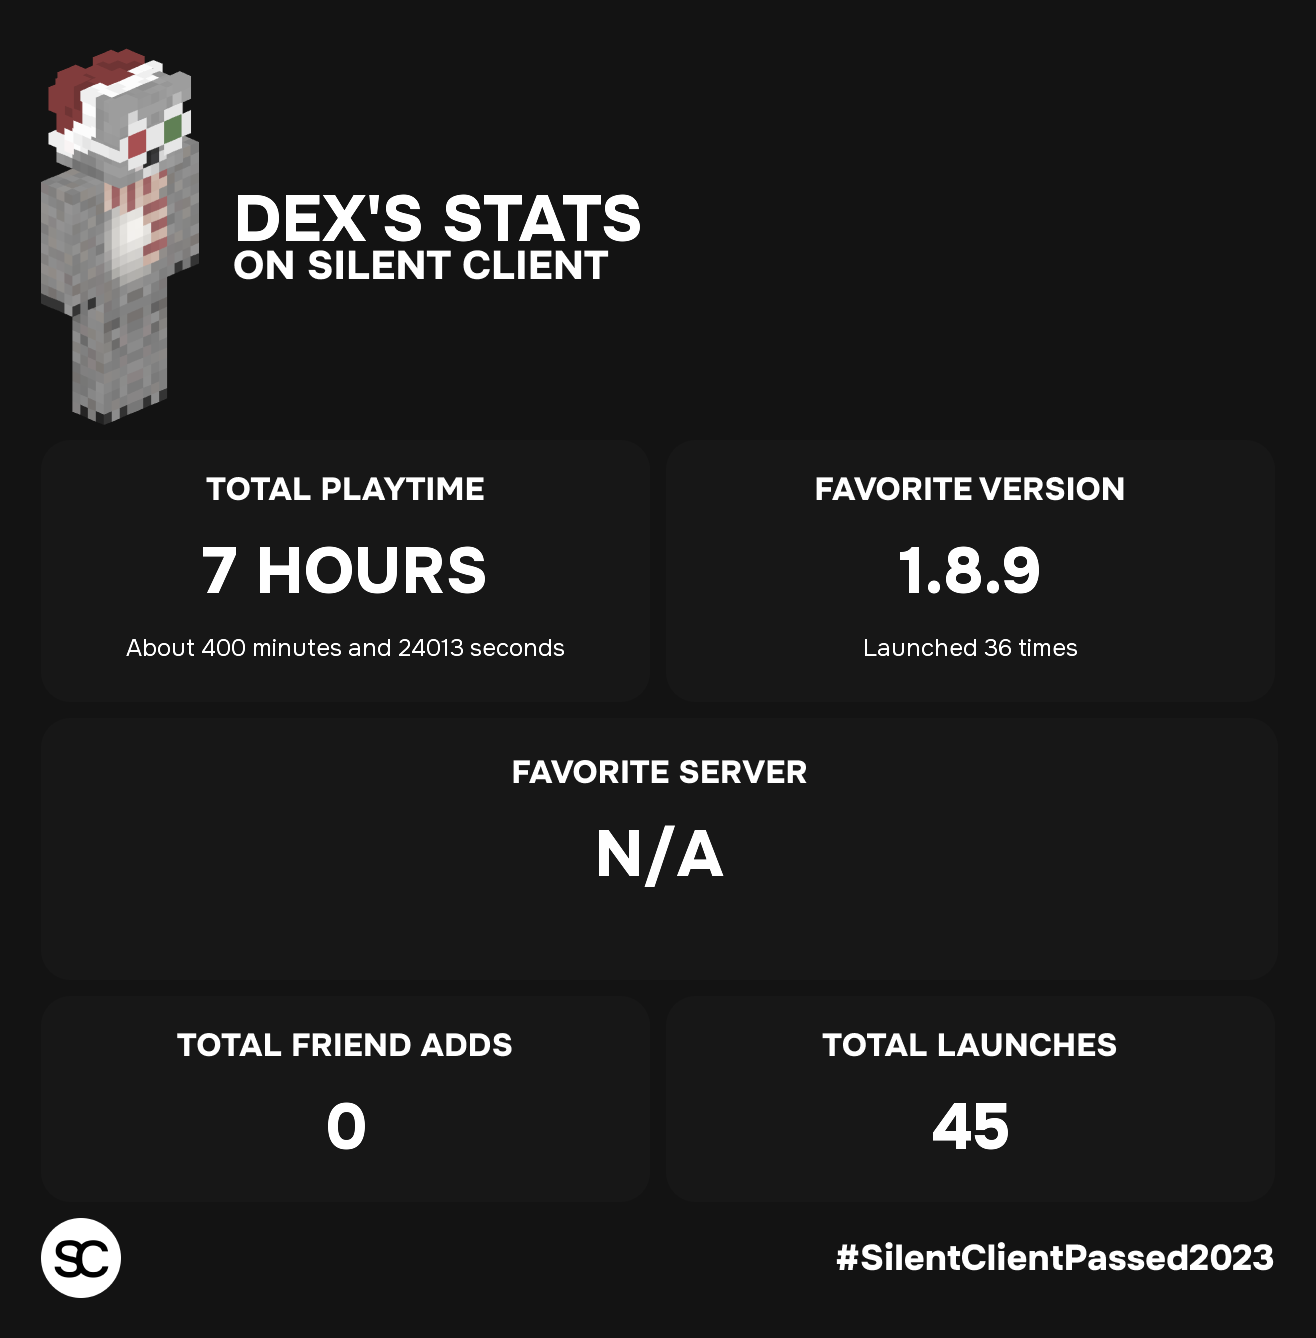 DEX'S STATS
ON SILENT CLIENT
TOTAL PLAYTIME
7 HOURS
About 400 minutes and 24013 seconds
FAVORITE VERSION
1.8.9
Launched 36 times
FAVORITE SERVER
N/A
TOTAL FRIEND ADDS
0
TOTAL LAUNCHES
45
SC
#SilentClientPassed2023